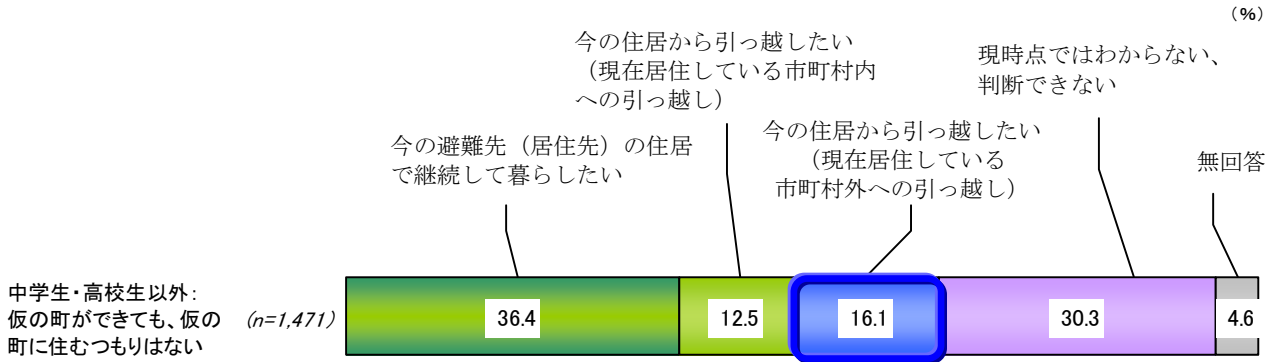 (%)
今の住居から引っ越したい
（現在居住している市町村内
への引っ越し）
現時点ではわからない、
判断できない
今の避難先（居住先）の住居
で継続して暮らしたい
今の住居から引っ越したい
（現在居住している
市町村外への引っ越し）
無回答
中学生・高校生以外：
仮の町ができても、仮の
町に住むつもりはない
(n=1,471)
36.4
12.5
16.1
30.3
4.6